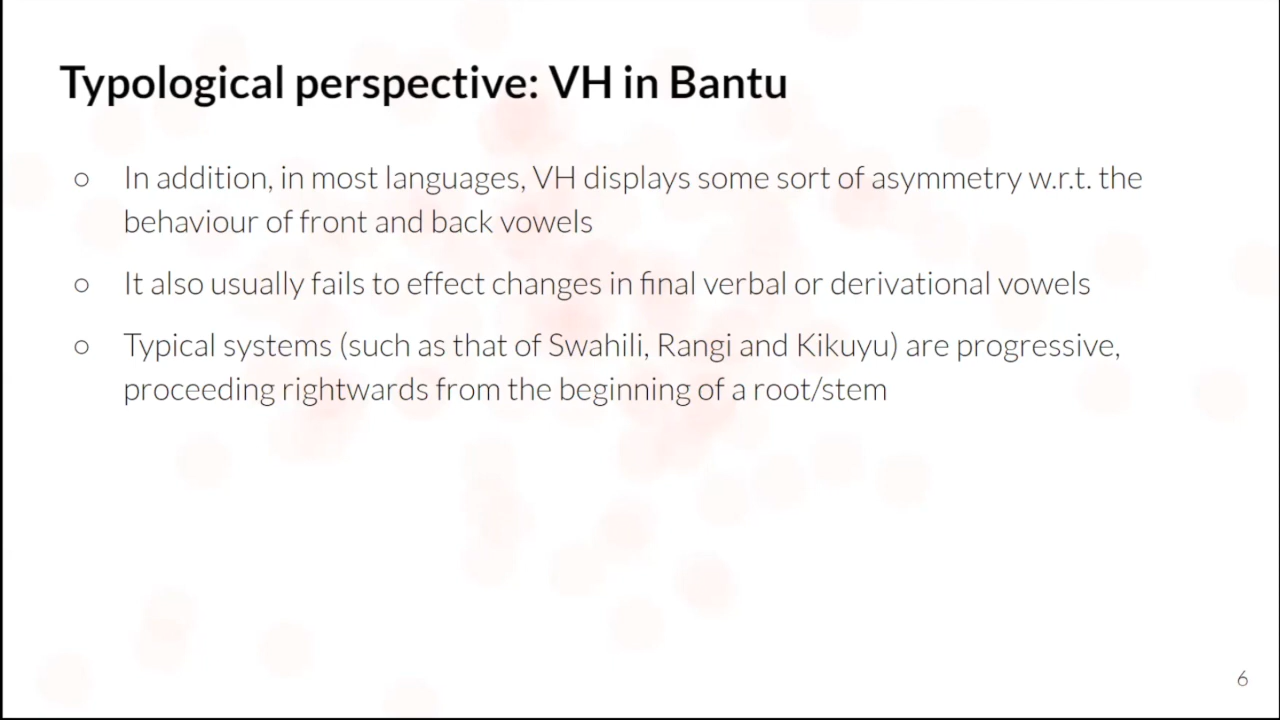 Typological perspective: VH in Bantu
○ In addition, in most languages, VH displays some sort of asymmetry w.r.t. the
behaviour of front and back vowels
○ It also usually fails to effect changes in final verbal or derivational vowels
○ Typical systems (such as that of Swahili, Rangi and Kikuyu) are progressive,
proceeding rightwards from the beginning of a root/stem
6